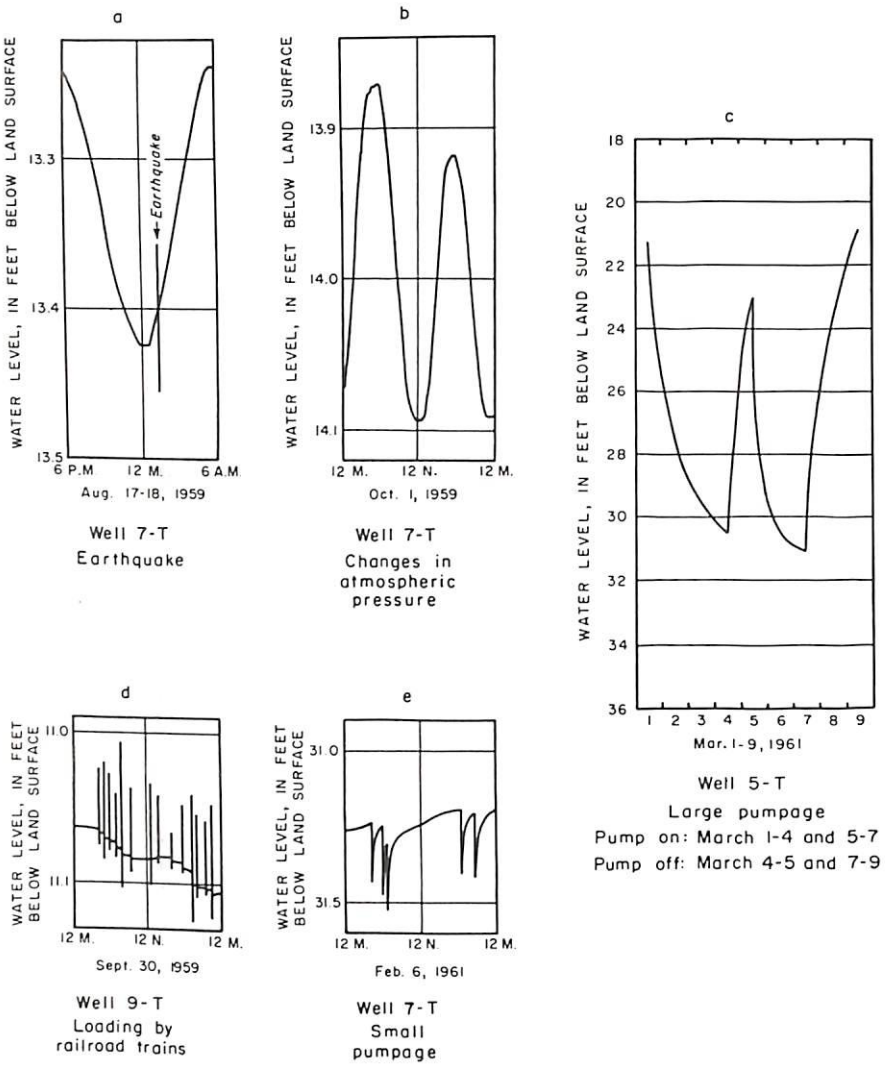 a
WATER LEVEL, IN FEET BELOW LAND SURFACE
13.3
13.4
13.5
Earthquake
6 P.M
12 M.
6 A.M.
Aug. 17-18, 1959
Well 7-T
Earthquake
b
WATER LEVEL, IN FEET BELOW LAND SURFACE
13.9
14.0
14.1
12 M.
12 N.
12 M.
Oct. 1, 1959
Well 7-T
Changes in
atmospheric
pressure
c
WATER LEVEL, IN FEET BELOW LAND SURFACE
18
20
22
24
26
28
30
32
34
36
1 2 3 4 5 6 7 8 9
Mar. 1-9, 1961
Well 5-T
Large pumpage
Pump on: March 1-4 and 5-7
Pump off: March 4-5 and 7-9
d
WATER LEVEL, IN FEET
BELOW LAND SURFACE
11.0
11.1
12 M.
12 N.
12 M.
Sept. 30, 1959
Well 9-T
Loading by
railroad trains
e
WATER LEVEL, IN FEET
BELOW LAND SURFACE
31.0
31.5
12 M.
12 N.
12 M.
Feb. 6, 1961
Well 7-T
Small
pumpage